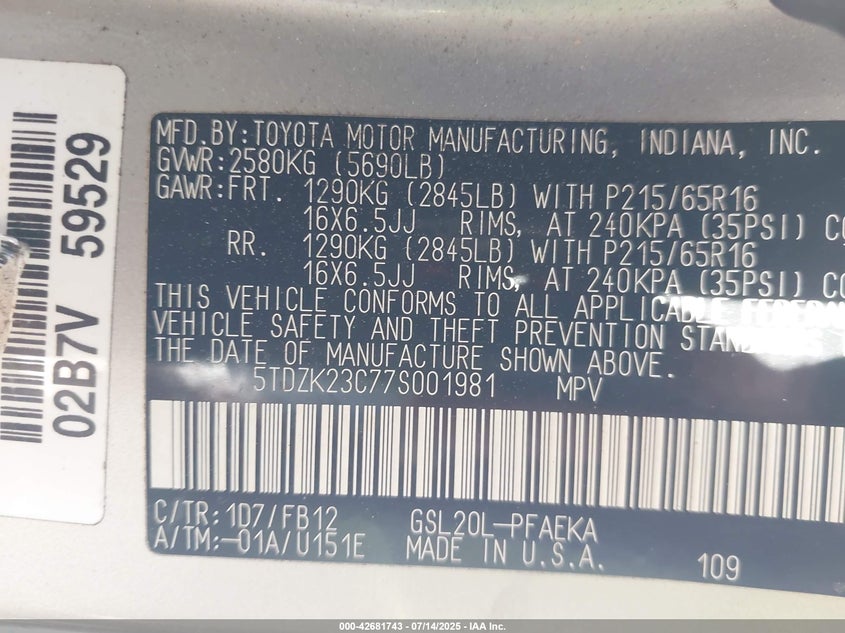 MFD.BY:TOYOTA MOTOR MANUFACTURING, INDIANA, INC.
GVWR:2580KG (5690LB)
GAWR:FRT. 1290KG (2845LB) WITH P215/65R16
16X6.5JJ RIMS, AT 240KPA (35PSI)
RR. 1290KG (2845LB) WITH P215/65R16
16X6.5JJ RIMS, AT 240KPA (35PSI)
THIS VEHICLE CONFORMS TO ALL APPLICABLE
VEHICLE SAFETY AND THEFT PREVENTION
THE DATE OF MANUFACTURE SHOWN ABOVE.
5TDZK23C77S001981 MPV
C/TR:1D7/FB12 GSL20L-PFAEKA
A/TM:-01A/U151E MADE IN U.S.A. 109
02B7V 59529
000-42681743 - 07/14/2025 - IAA Inc.